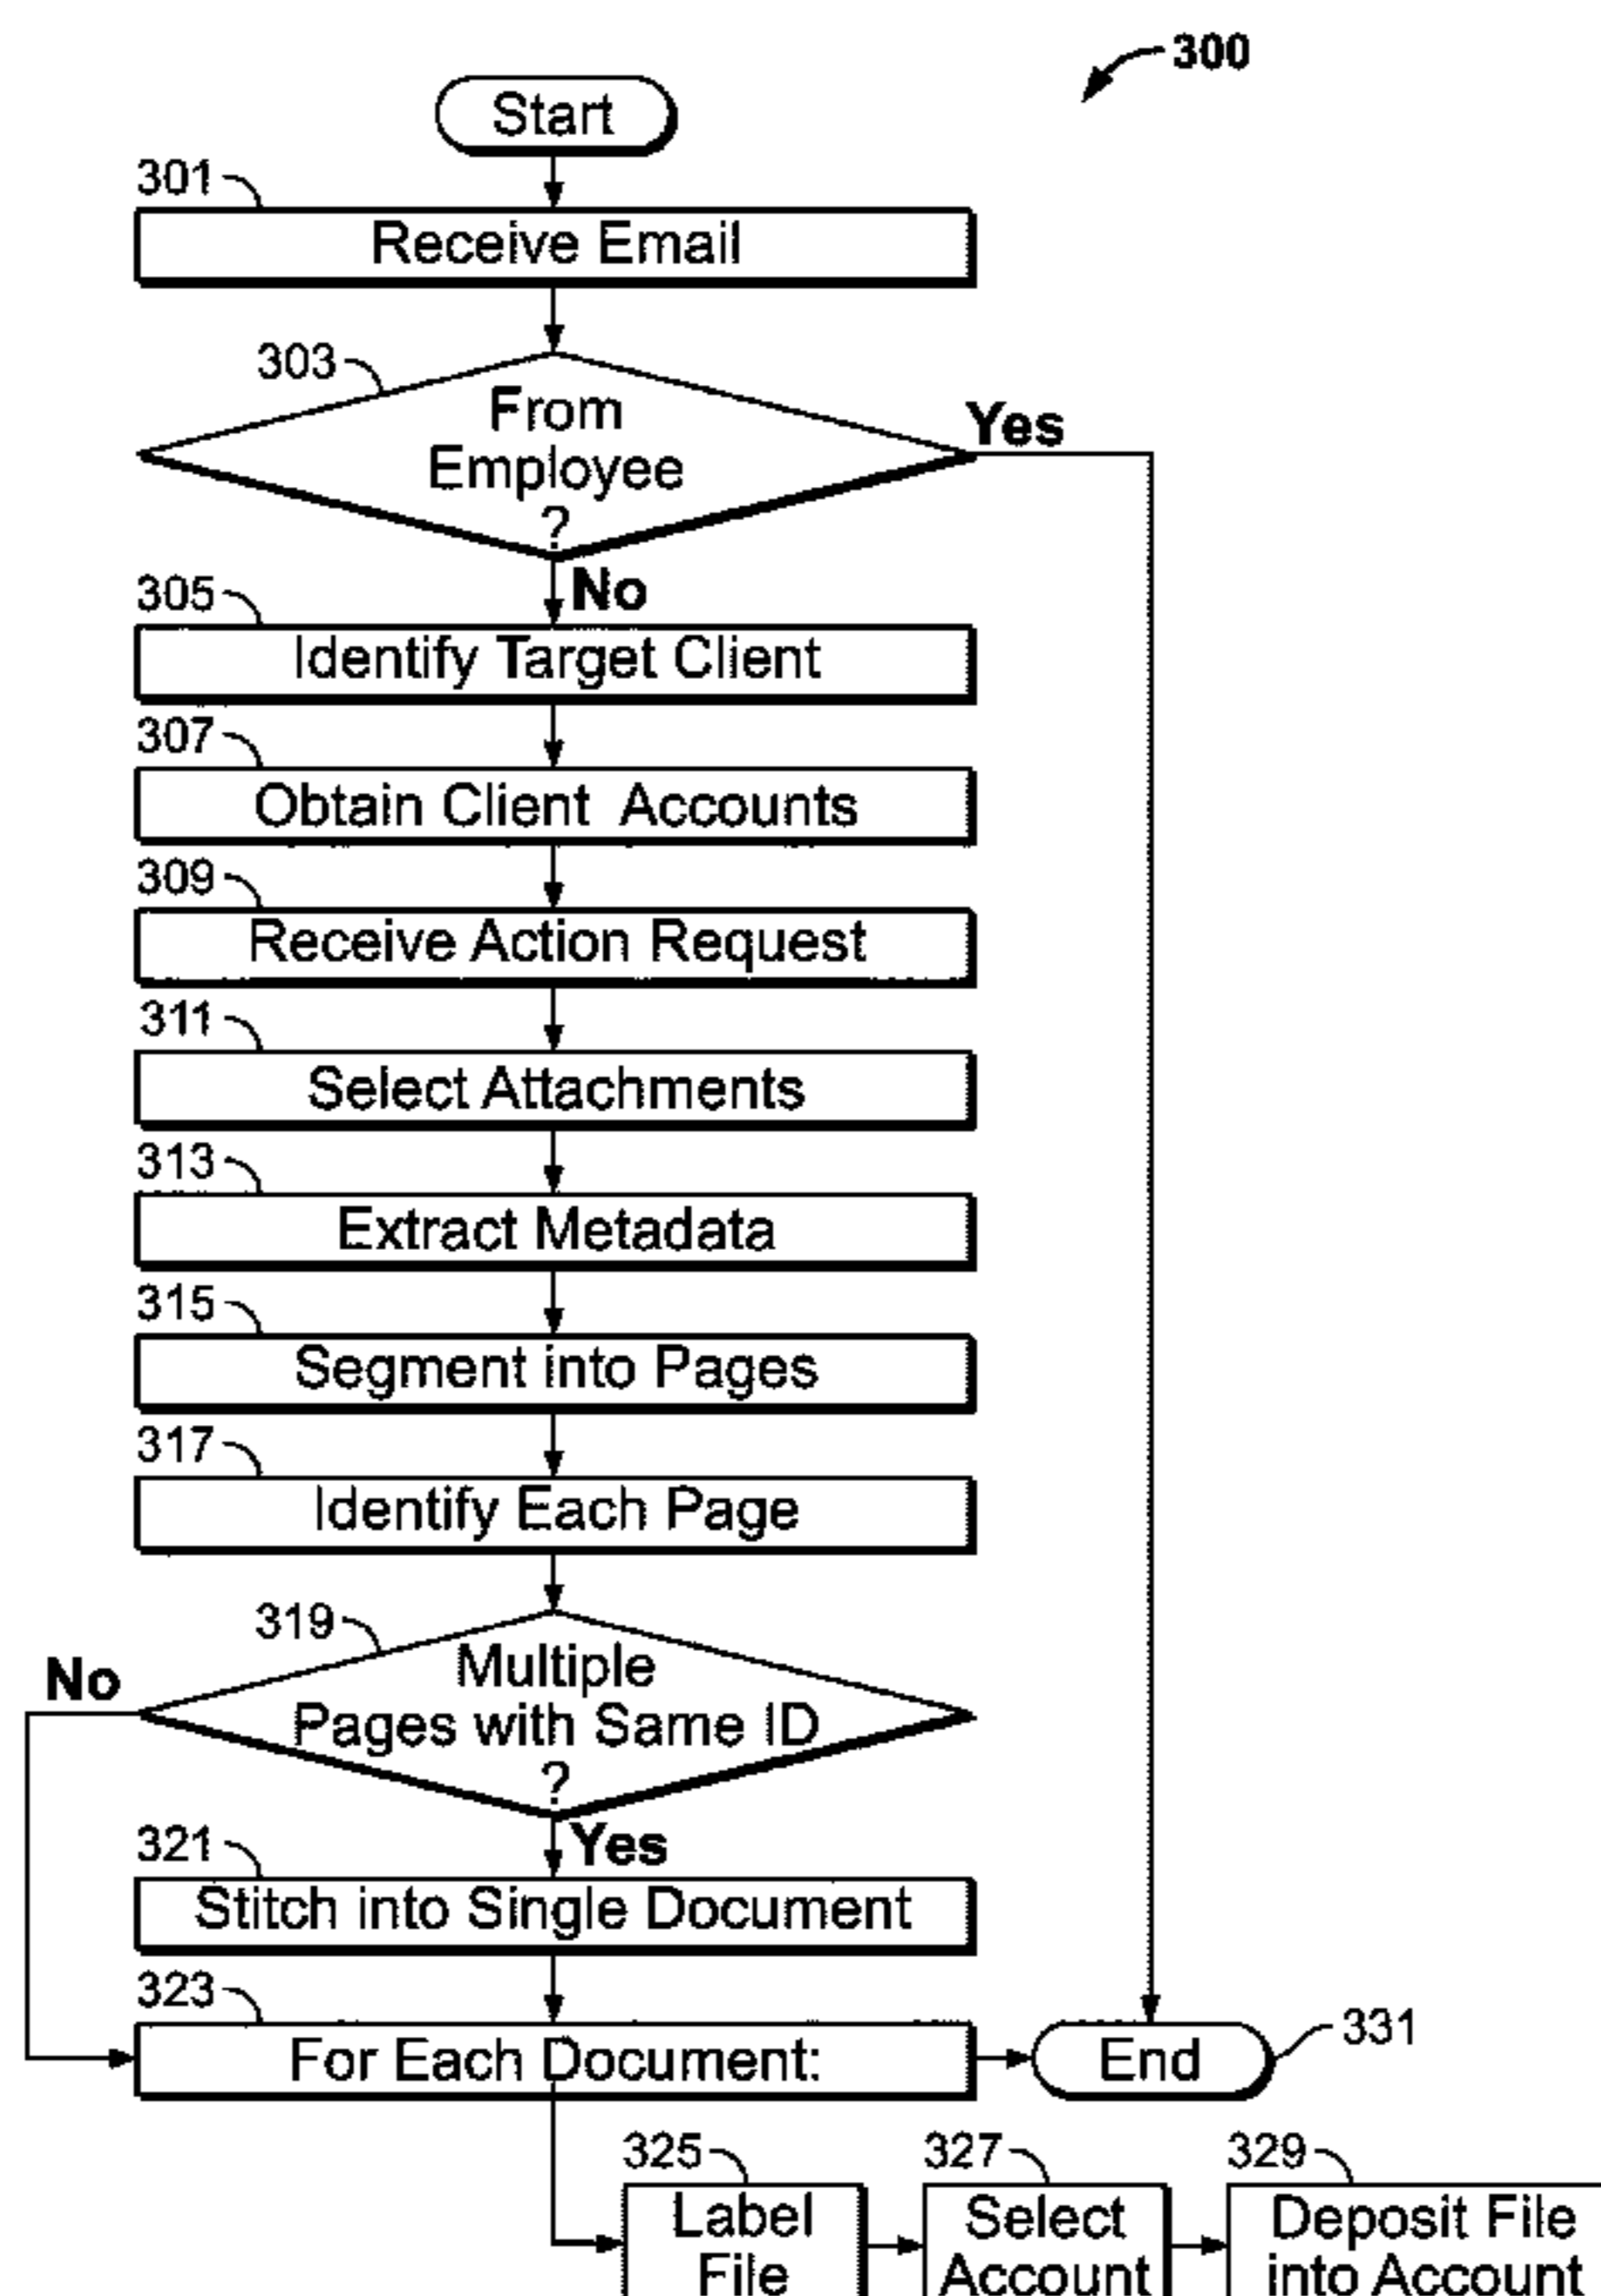 300
Start
301
Receive Email
303
From
Employee
?
Yes
No
305
Identify Target Client
307
Obtain Client Accounts
309
Receive Action Request
311
Select Attachments
313
Extract Metadata
315
Segment into Pages
317
Identify Each Page
319
Multiple
Pages with Same ID
?
No
Yes
321
Stitch into Single Document
323
For Each Document:
End
331
325
Label
File
327
Select
Account
329
Deposit File
into Account